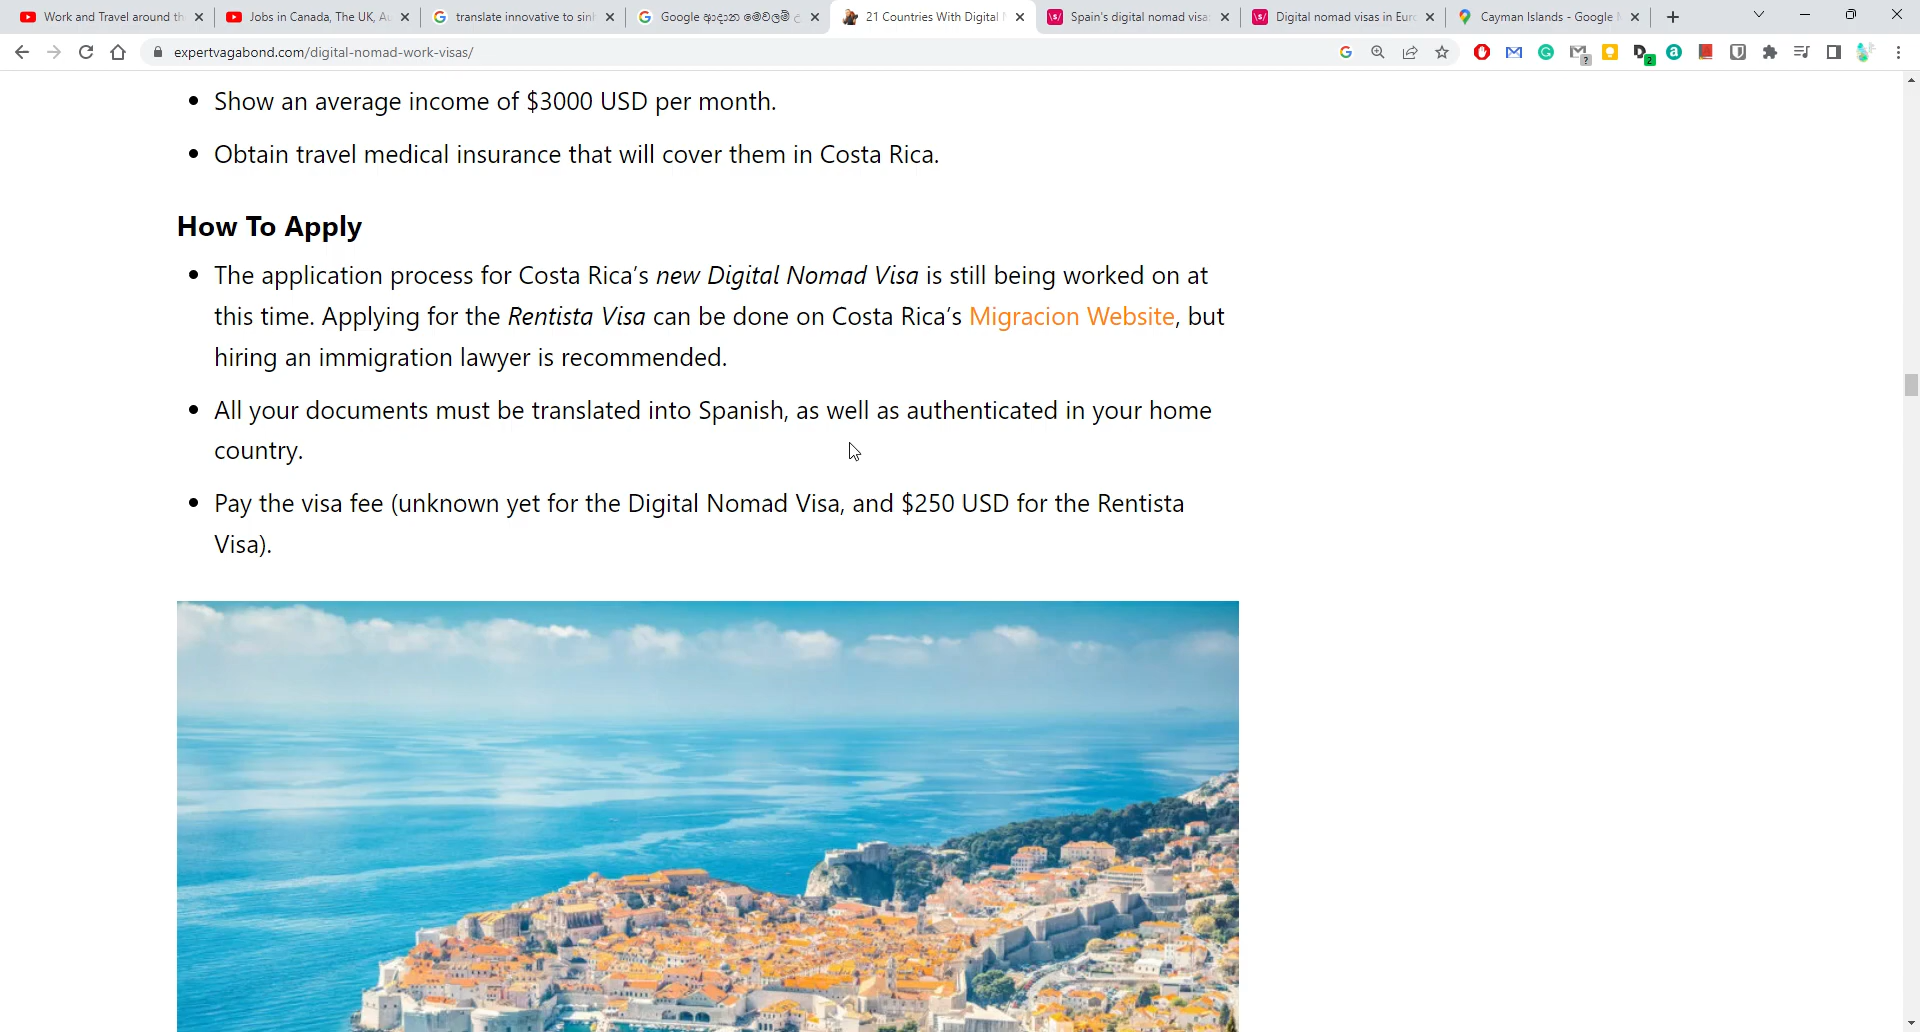 Work and Travel around th
Jobs in Canada, The UK, Au
translate innovative to sinh
Google ආදාන මෙවලම්
21 Countries With Digital
Spain's digital nomad visa:
Digital nomad visas in Euro
Cayman Islands - Google
expertvagabond.com/digital-nomad-work-visas/
2
• Show an average income of $3000 USD per month.
• Obtain travel medical insurance that will cover them in Costa Rica.
How To Apply
• The application process for Costa Rica's new Digital Nomad Visa is still being worked on at
this time. Applying for the Rentista Visa can be done on Costa Rica's Migracion Website, but
hiring an immigration lawyer is recommended.
• All your documents must be translated into Spanish, as well as authenticated in your home
country.
• Pay the visa fee (unknown yet for the Digital Nomad Visa, and $250 USD for the Rentista
Visa).